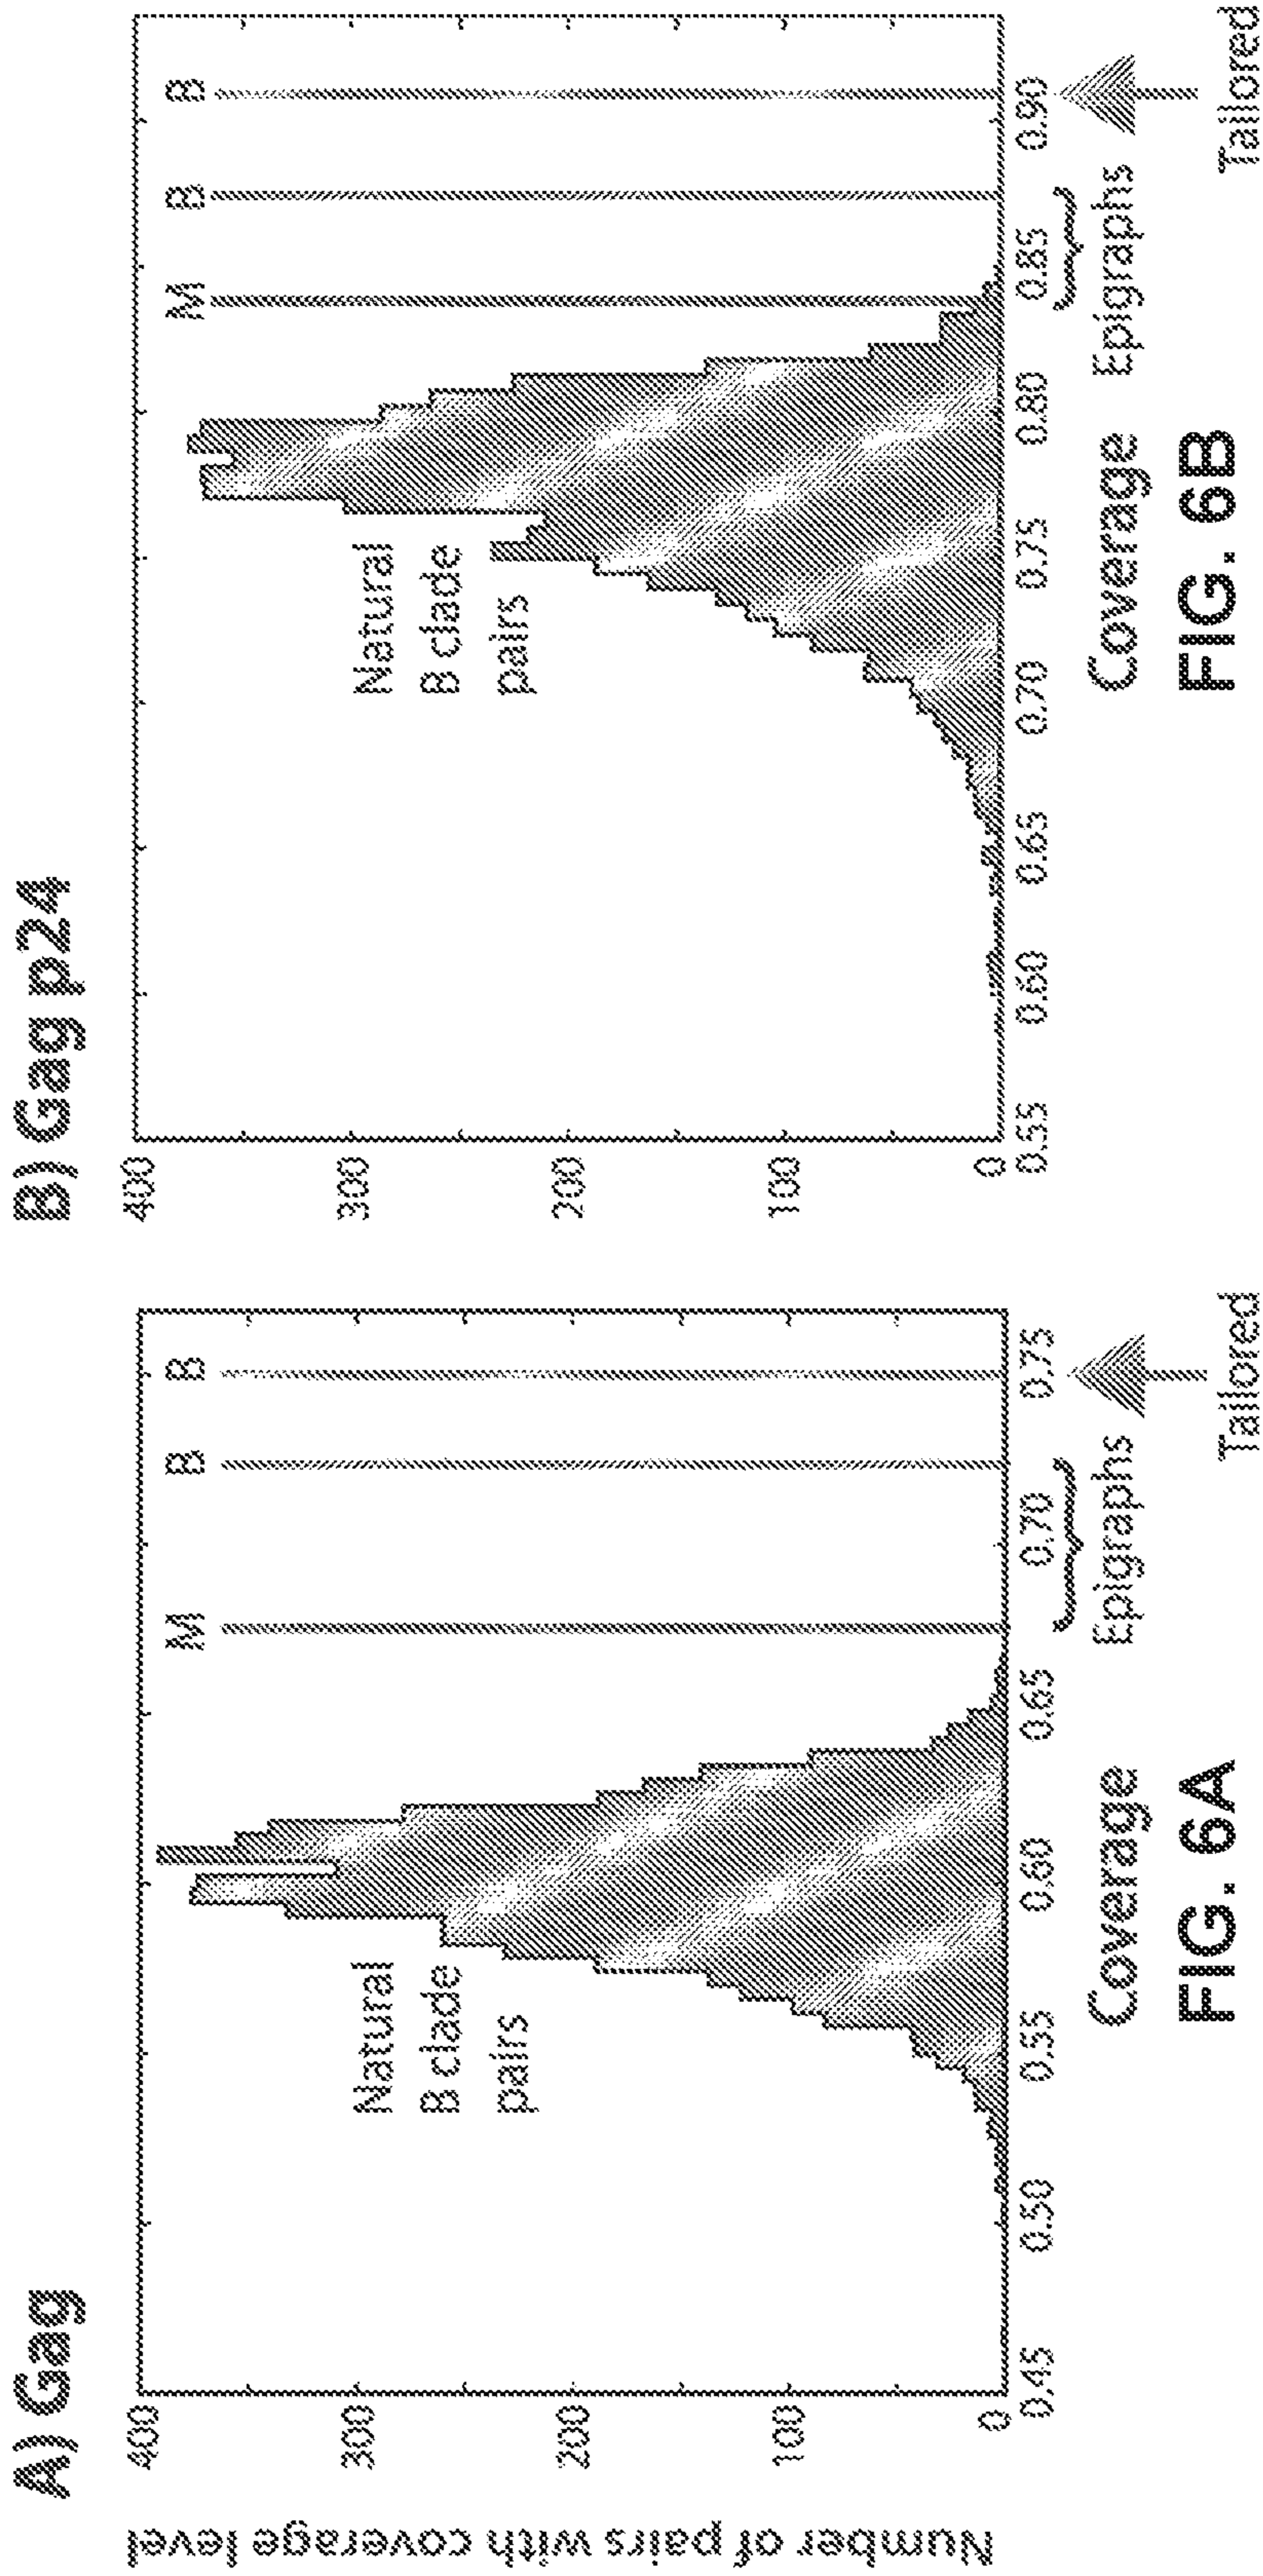 A) Gag
Number of pairs with coverage level
400
300
200
100
0
0.45
0.50
0.55
0.60
0.65
0.70
0.75
Natural
B clade
pairs
M
B
B
Coverage
Epigraphs
Tailored
FIG. 6A
B) Gag p24
400
300
200
100
0
0.55
0.60
0.65
0.70
0.75
0.80
0.85
0.90
Natural
B clade
pairs
M
B
B
Coverage
Epigraphs
Tailored
FIG. 6B